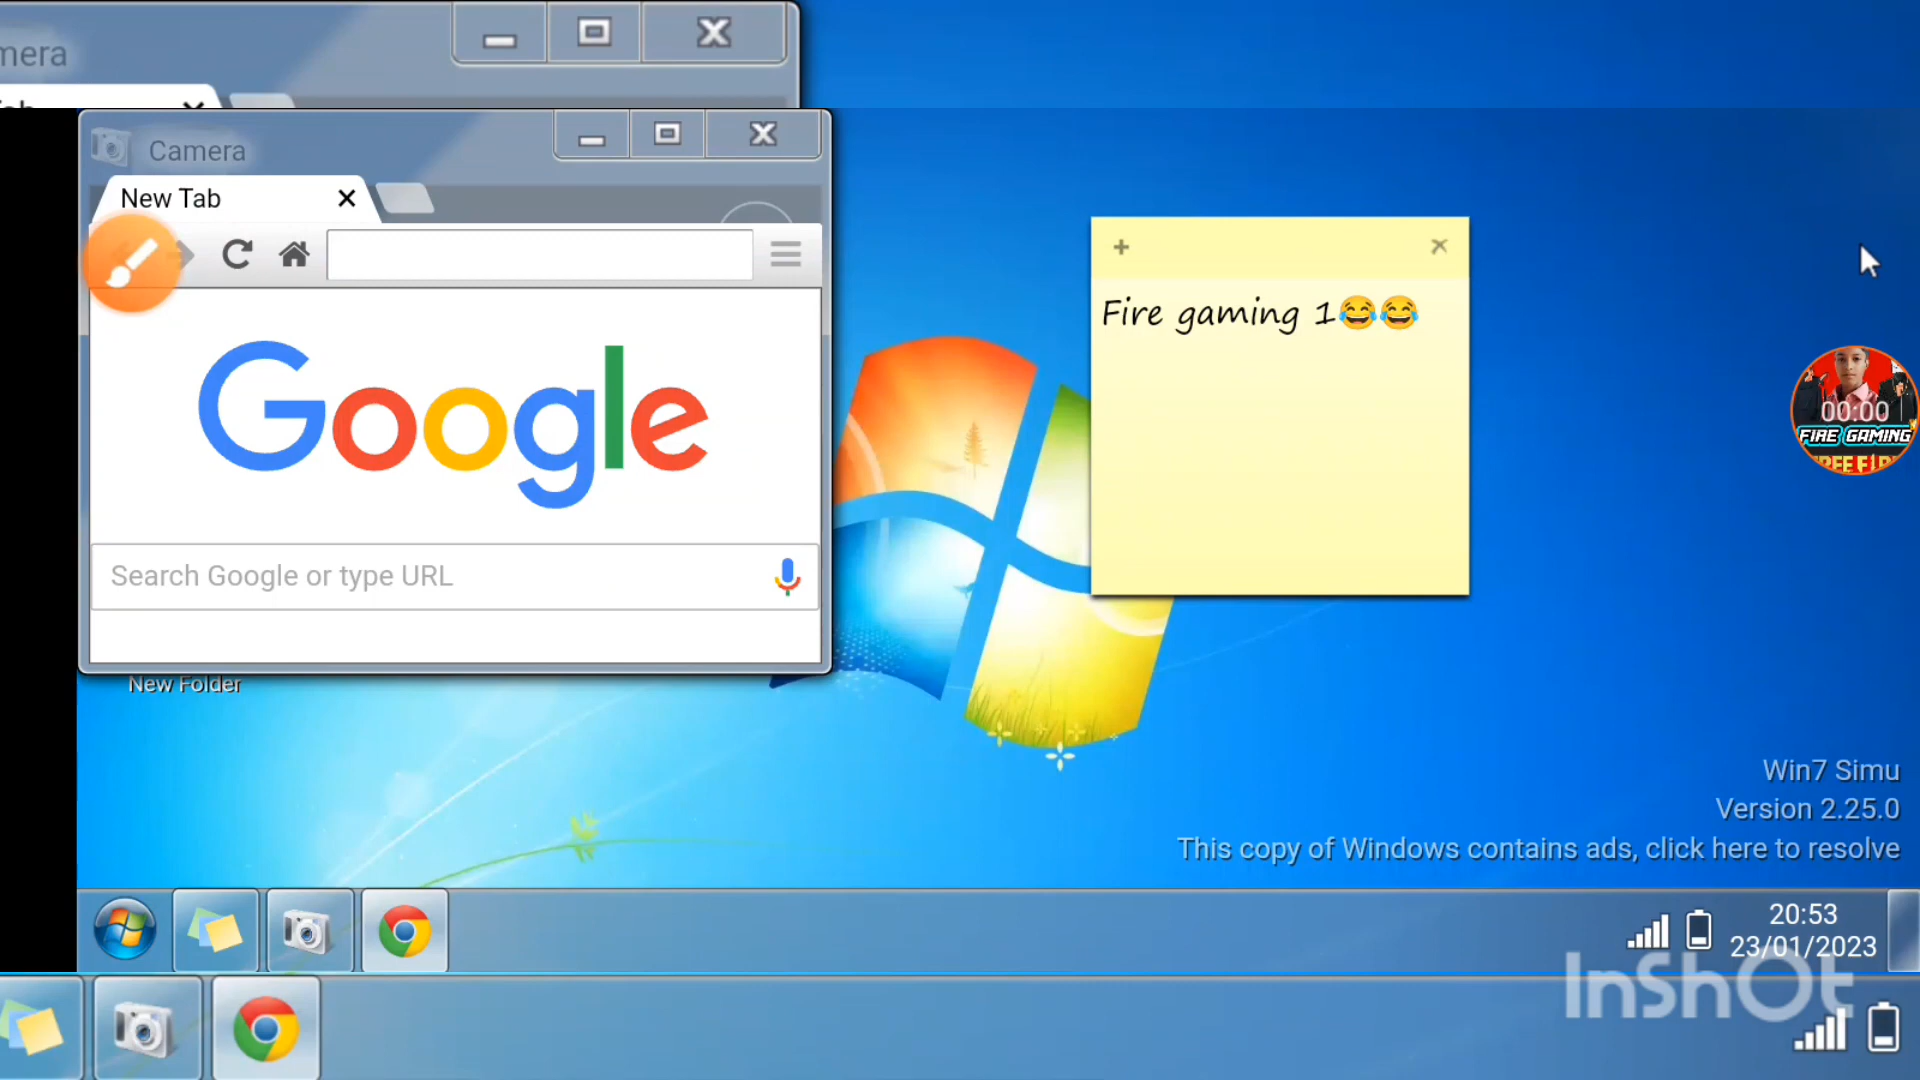 mera
Camera
New Tab
Google
Search Google or type URL
New Folder
Fire gaming 1😂😂
00:00
FIRE GAMING
FREE FIRE
Win7 Simu
Version 2.25.0
This copy of Windows contains ads, click here to resolve
20:53
23/01/2023
InShOt